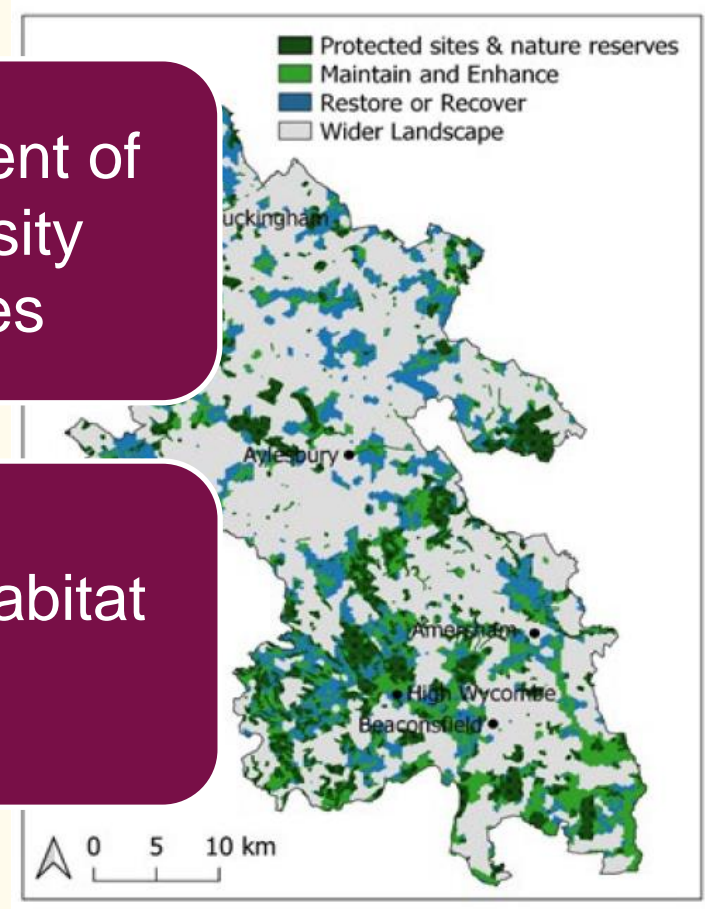 Protected sites & nature reserves
Maintain and Enhance
Restore or Recover
Wider Landscape
ent of
sity
es
uckingham
Aylesbury
abitat
Amersham
High Wycombe
Beaconsfield
0 5 10 km